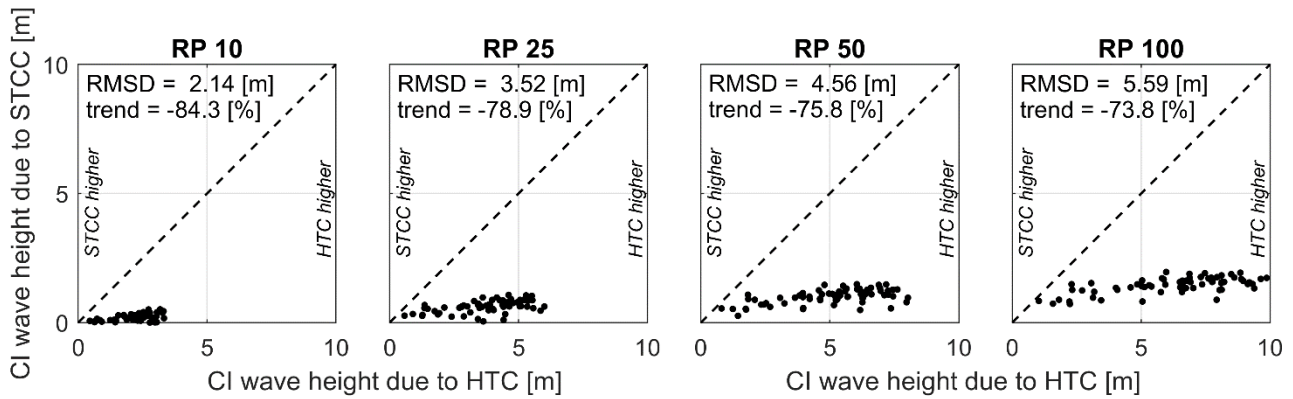 CI wave height due to STCC [m]
RP 10
RMSD = 2.14 [m]
trend = -84.3 [%]
STCC higher
HTC higher
10
5
0
0
5
10
RP 25
RMSD = 3.52 [m]
trend = -78.9 [%]
STCC higher
HTC higher
0
5
10
CI wave height due to HTC [m]
RP 50
RMSD = 4.56 [m]
trend = -75.8 [%]
STCC higher
HTC higher
0
5
10
RP 100
RMSD = 5.59 [m]
trend = -73.8 [%]
STCC higher
HTC higher
0
5
10
CI wave height due to HTC [m]